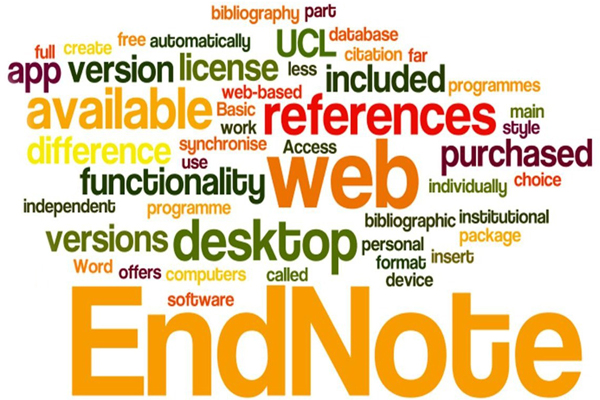 bibliography part
full create free automatically UCL database
citation far
app version license less included programmes
web-based
available Basic references main
work style
difference synchronise Access purchased
use
functionality web individually choice
independent programme
bibliographic institutional
versions desktop personal package
format insert
Word offers computers called device
software
EndNote